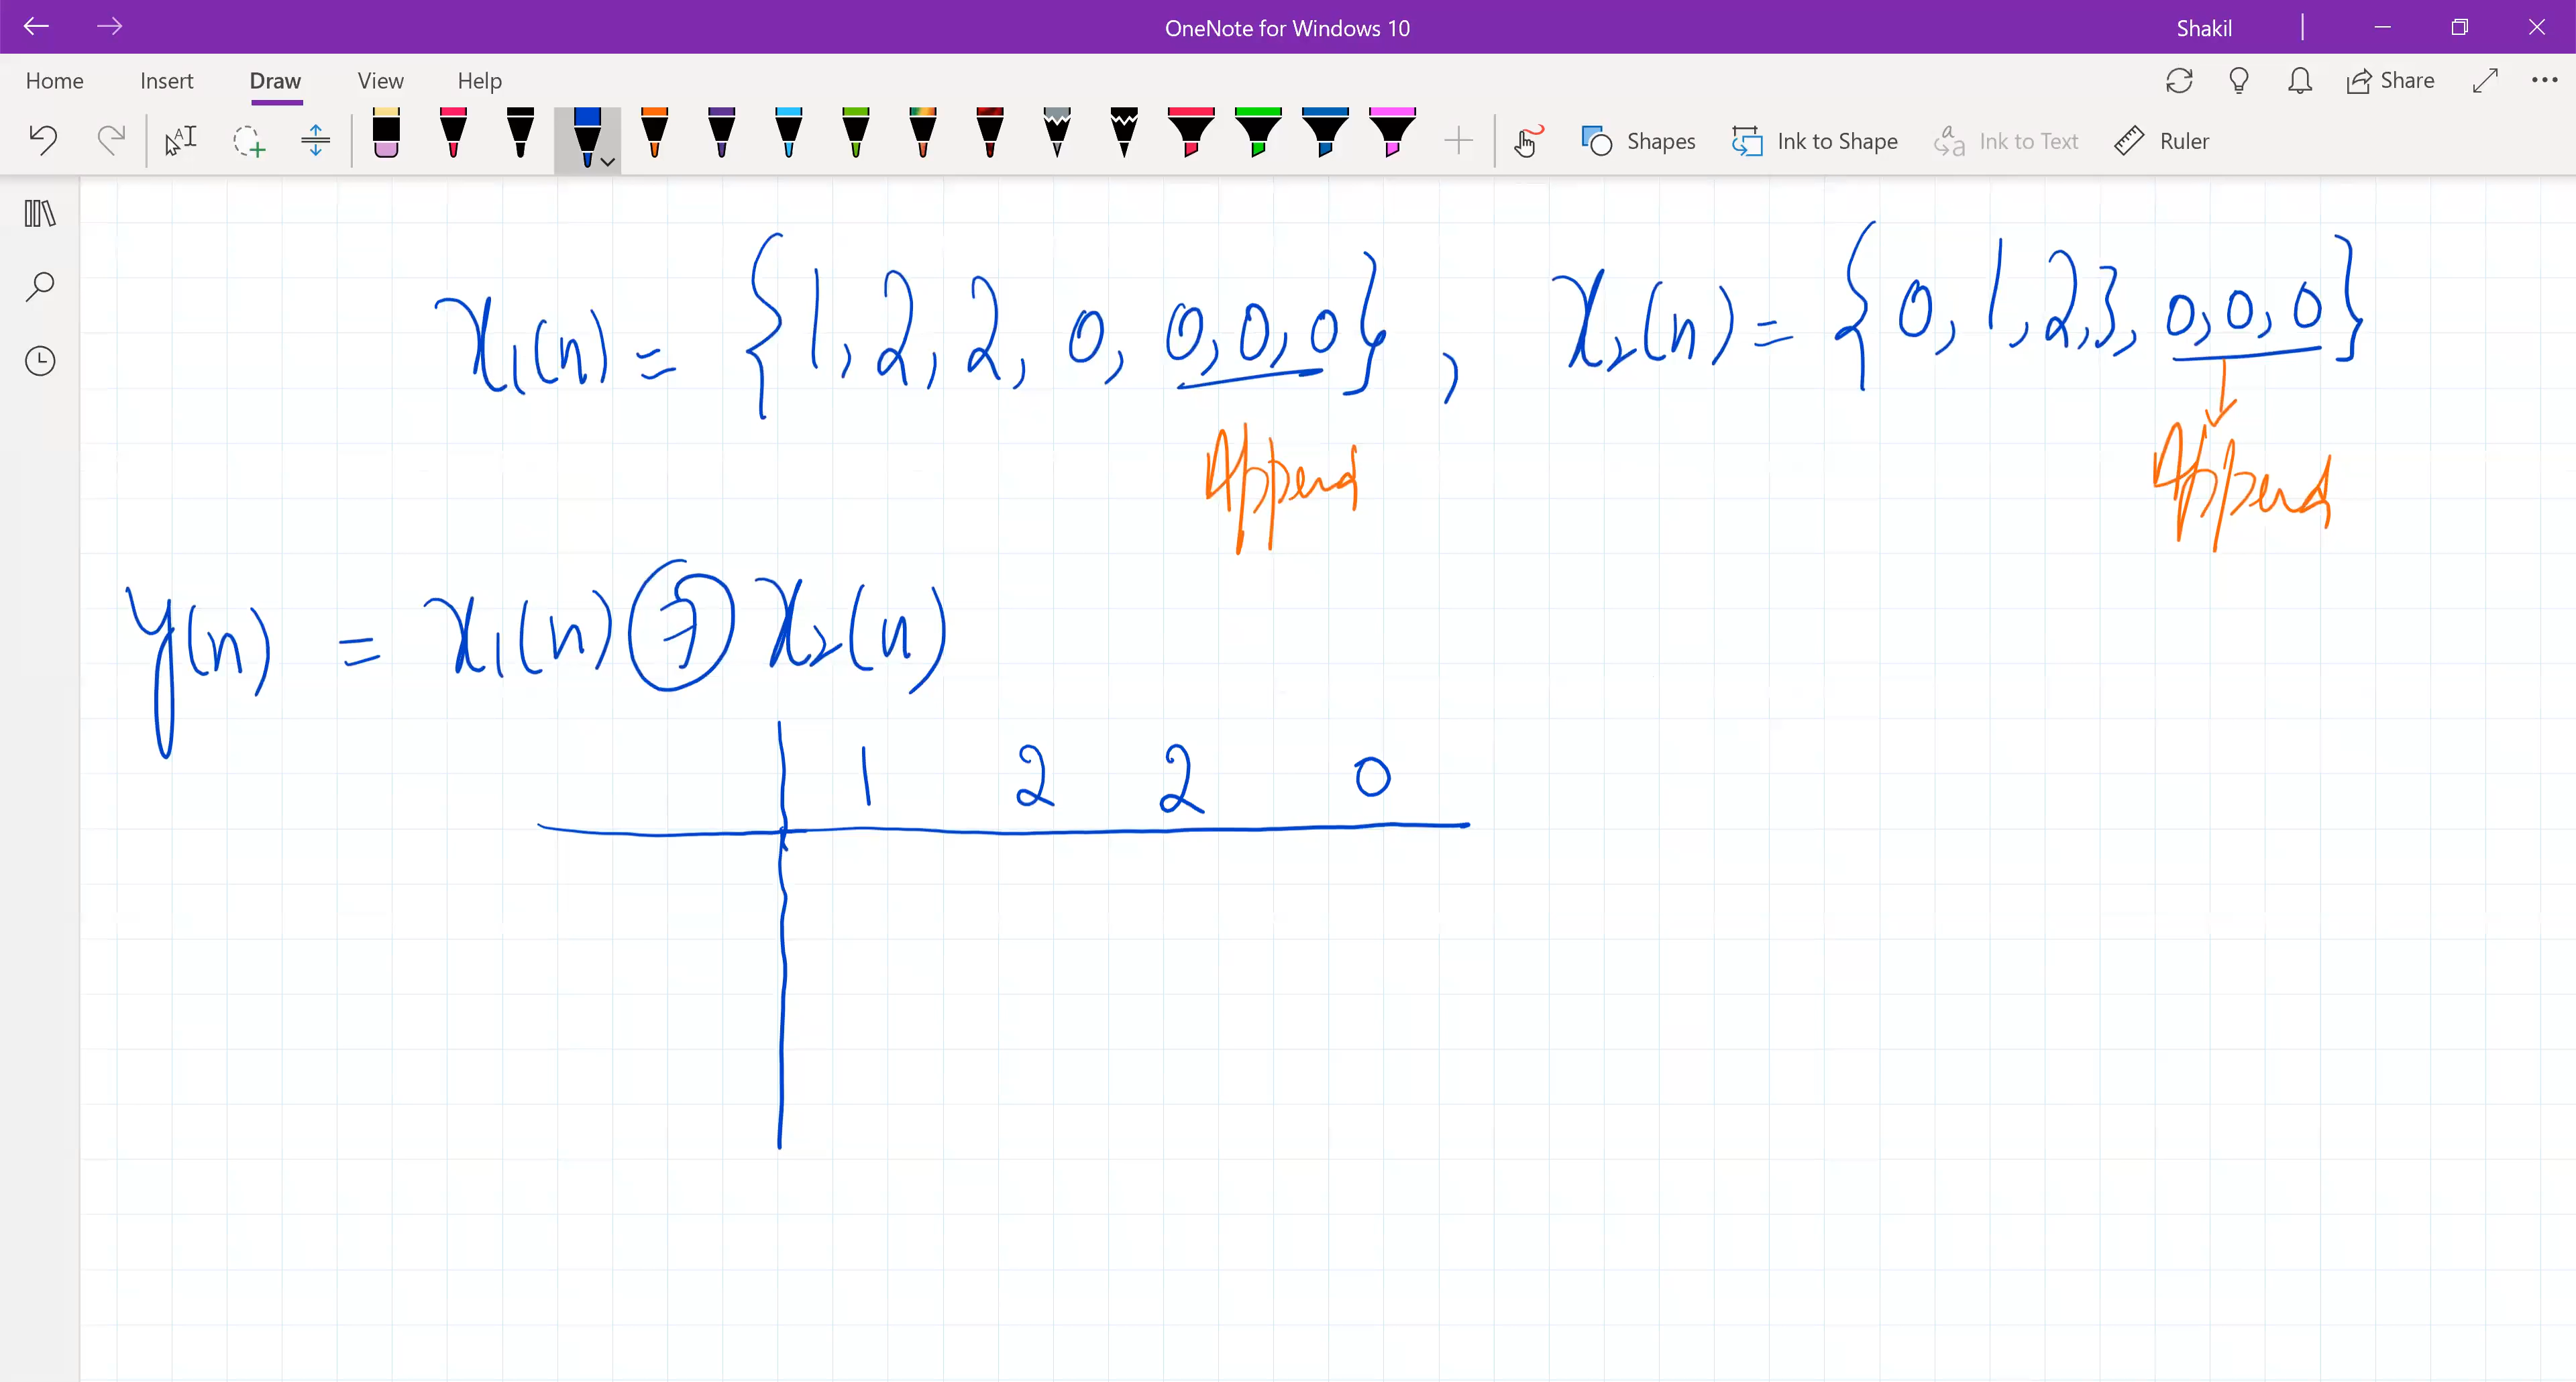 OneNote for Windows 10
Shakil
Home Insert Draw View Help
Share
Shapes Ink to Shape Ink to Text Ruler
x₁(n) = {1, 2, 2, 0, 0, 0, 0}, x₂(n) = {0, 1, 2, 3, 0, 0, 0}
Append Append
y(n) = x₁(n) ⑦ x₂(n)
1 2 2 0